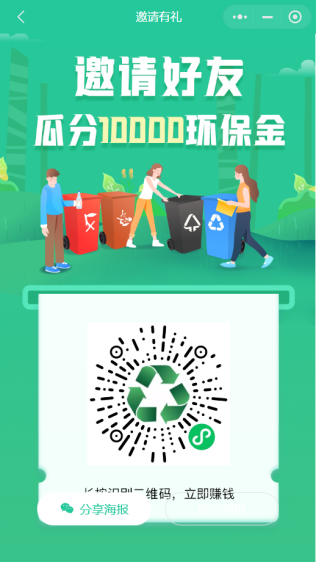 邀请有礼
邀请好友
瓜分10000环保金
长按识别二维码，立即赚钱
分享海报